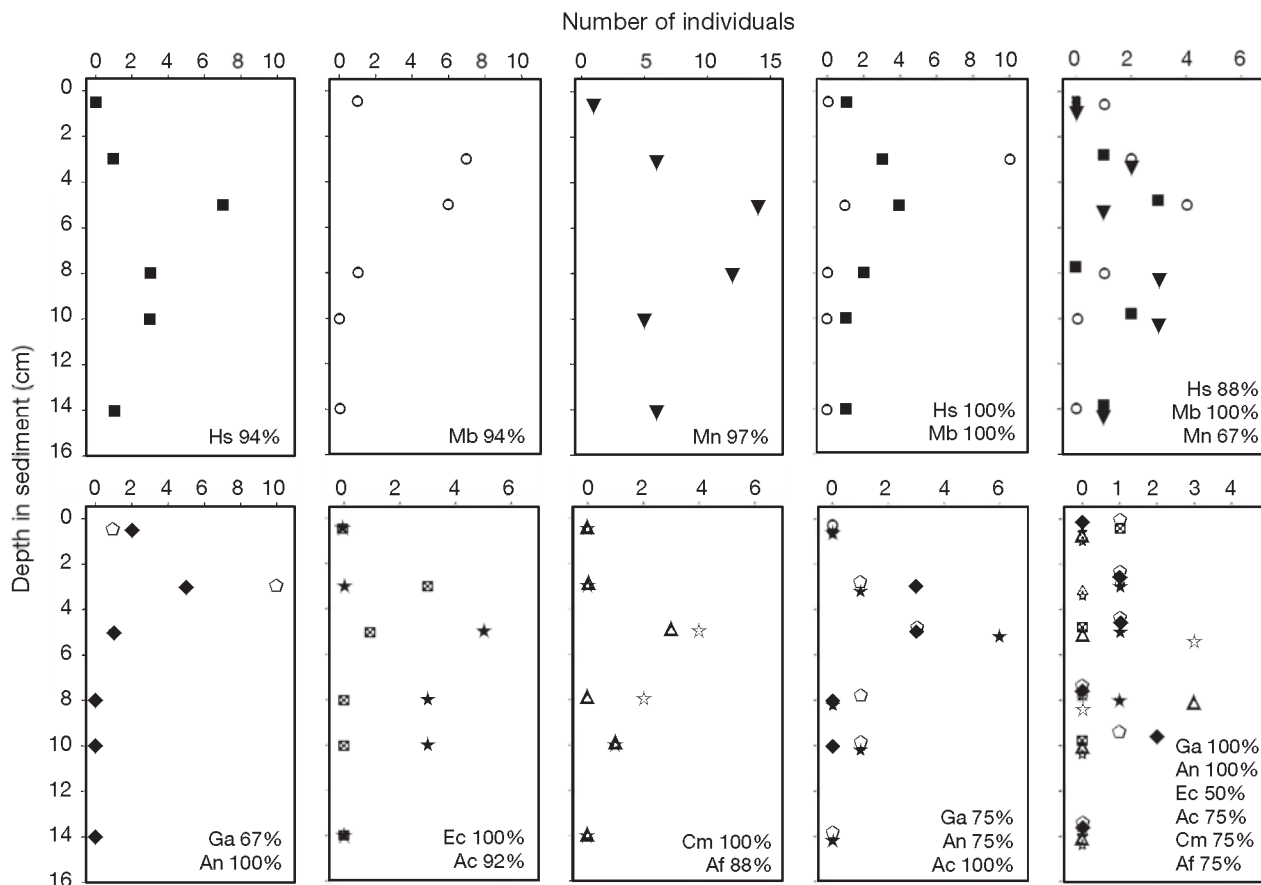 Number of individuals
0 2 4 6 8 10
0 2 4 6 8 10
0 5 10 15
0 2 4 6 8 10
0 2 4 6
0
2
4
6
8
10
12
14
16
Hs 94%
Mb 94%
Mn 97%
Hs 100%
Mb 100%
Hs 88%
Mb 100%
Mn 67%
Depth in sediment (cm)
0 2 4 6 8 10
0 2 4 6
0 2 4 6
0 2 4 6
0 1 2 3 4
0
2
4
6
8
10
12
14
16
Ga 67%
An 100%
Ec 100%
Ac 92%
Cm 100%
Af 88%
Ga 75%
An 75%
Ac 100%
Ga 100%
An 100%
Ec 50%
Ac 75%
Cm 75%
Af 75%